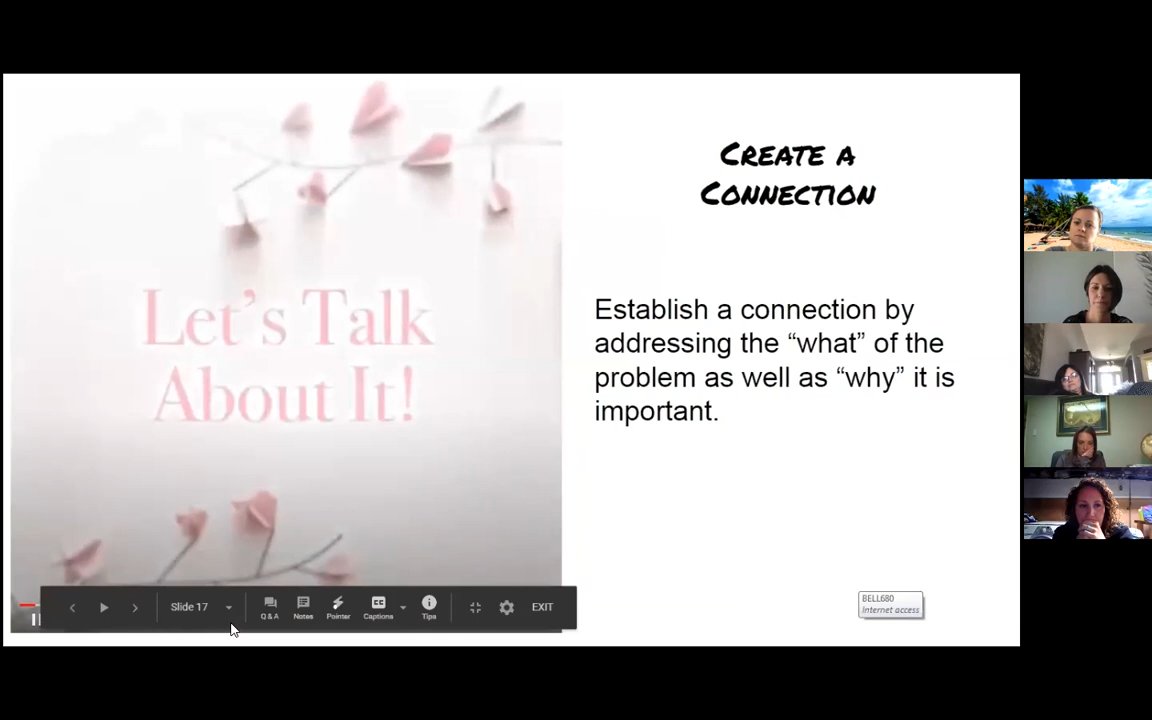 Let's Talk
About It!
CREATE A
CONNECTION
Establish a connection by
addressing the “what” of the
problem as well as “why” it is
important.
Slide 17
Q & A
Notes
Pointer
Captions
Tips
EXIT
BELL680
Internet access